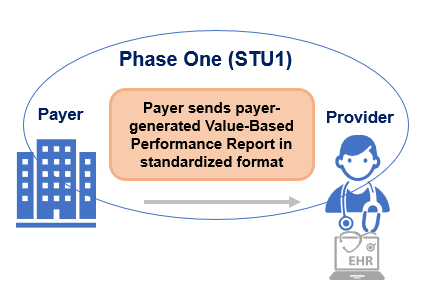 Phase One (STU1)
Payer
Payer sends payer-
generated Value-Based
Performance Report in
standardized format
Provider
EHR